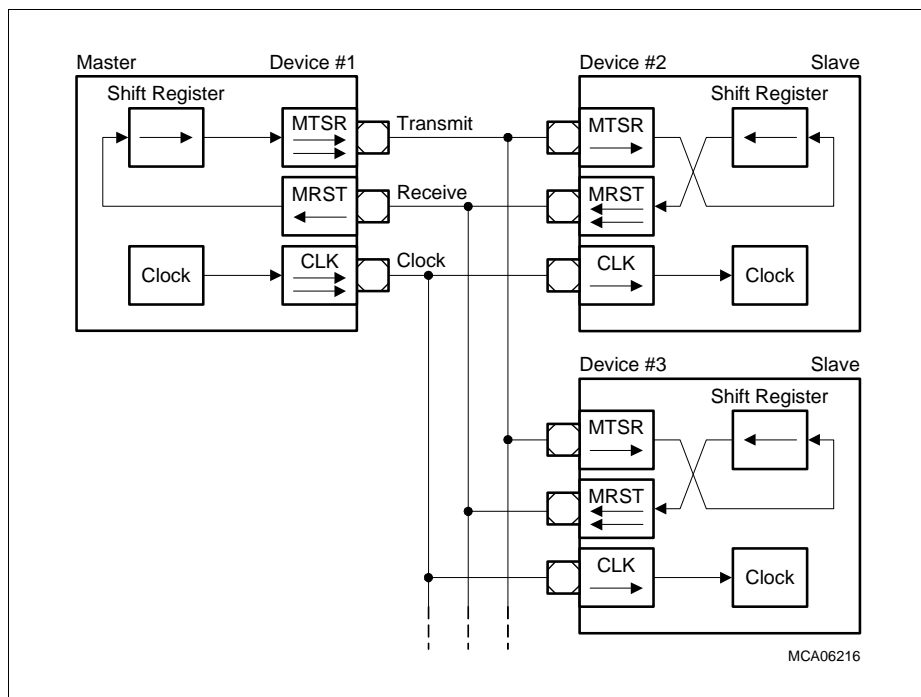 Master Device #1
Shift Register
MTSR
Transmit
MRST
Receive
Clock
CLK
Clock
Device #2 Slave
MTSR
Shift Register
MRST
CLK
Clock
Device #3 Slave
MTSR
Shift Register
MRST
CLK
Clock
MCA06216